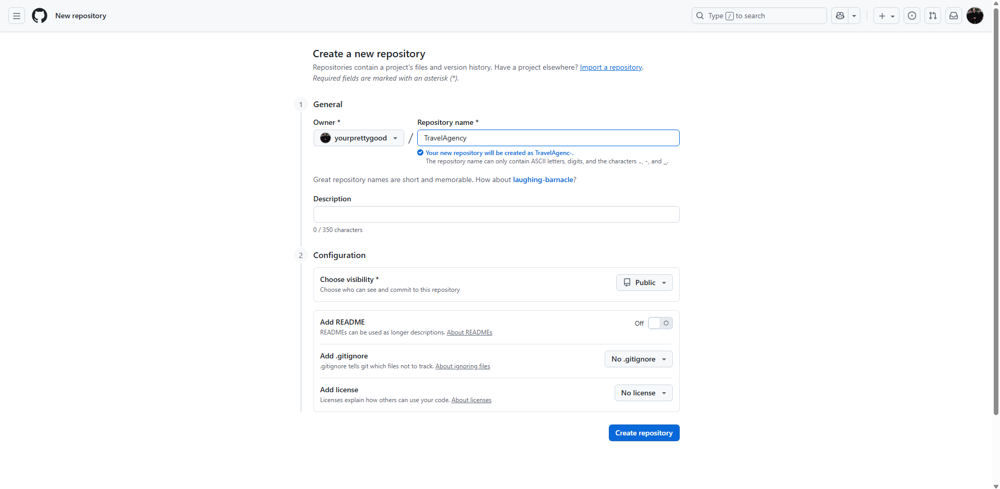 New repository
Type / to search
Create a new repository
Repositories contain a project's files and version history. Have a project elsewhere? Import a repository.
Required fields are marked with an asterisk (*).
1 General
Owner *
Repository name *
yourprettygood / TravelAgency
Your new repository will be created as TravelAgenc-.
The repository name can only contain ASCII letters, digits, and the characters ., -, and _.
Great repository names are short and memorable. How about laughing-barnacle?
Description
0 / 350 characters
2 Configuration
Choose visibility *
Choose who can see and commit to this repository
Public
Add README
READMEs can be used as longer descriptions. About READMEs
Off
Add .gitignore
.gitignore tells git which files not to track. About ignoring files
No .gitignore
Add license
Licenses explain how others can use your code. About licenses
No license
Create repository